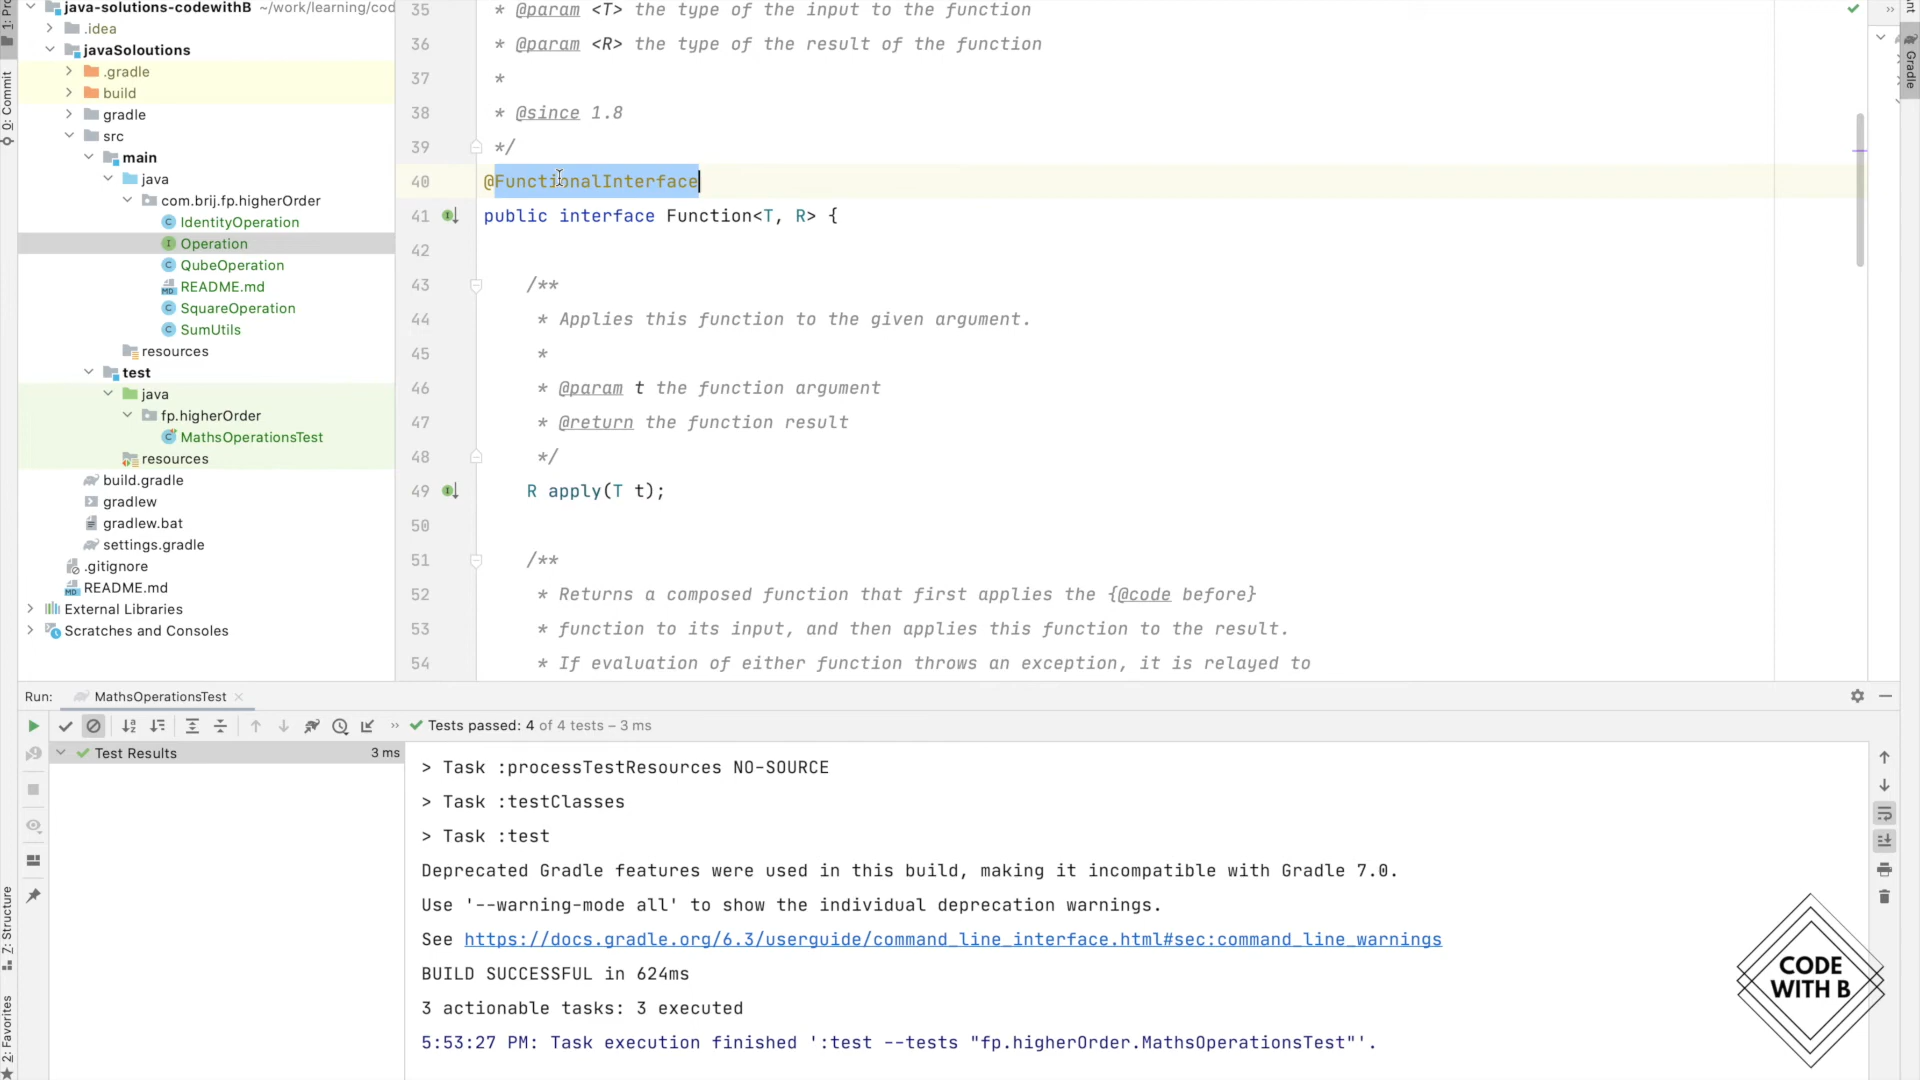 java-solutions-codewithB ~/work/learning/cod
.idea
javaSoloutions
.gradle
build
gradle
src
main
java
com.brij.fp.higherOrder
IdentityOperation
Operation
QubeOperation
README.md
SquareOperation
SumUtils
resources
test
java
fp.higherOrder
MathsOperationsTest
resources
build.gradle
gradlew
gradlew.bat
settings.gradle
.gitignore
README.md
External Libraries
Scratches and Consoles
0: Commit
7: Structure
2: Favorites
Gradle
35 * @param <T> the type of the input to the function
36 * @param <R> the type of the result of the function
37 *
38 * @since 1.8
39 */
40 @FunctionalInterface
41 public interface Function<T, R> {
42
43 /**
44 * Applies this function to the given argument.
45 *
46 * @param t the function argument
47 * @return the function result
48 */
49 R apply(T t);
50
51 /**
52 * Returns a composed function that first applies the {@code before}
53 * function to its input, and then applies this function to the result.
54 * If evaluation of either function throws an exception, it is relayed to
Run: MathsOperationsTest
Tests passed: 4 of 4 tests – 3 ms
Test Results 3 ms
> Task :processTestResources NO-SOURCE
> Task :testClasses
> Task :test
Deprecated Gradle features were used in this build, making it incompatible with Gradle 7.0.
Use '--warning-mode all' to show the individual deprecation warnings.
See https://docs.gradle.org/6.3/userguide/command_line_interface.html#sec:command_line_warnings
BUILD SUCCESSFUL in 624ms
3 actionable tasks: 3 executed
5:53:27 PM: Task execution finished ':test --tests "fp.higherOrder.MathsOperationsTest"'.
CODE
WITH B